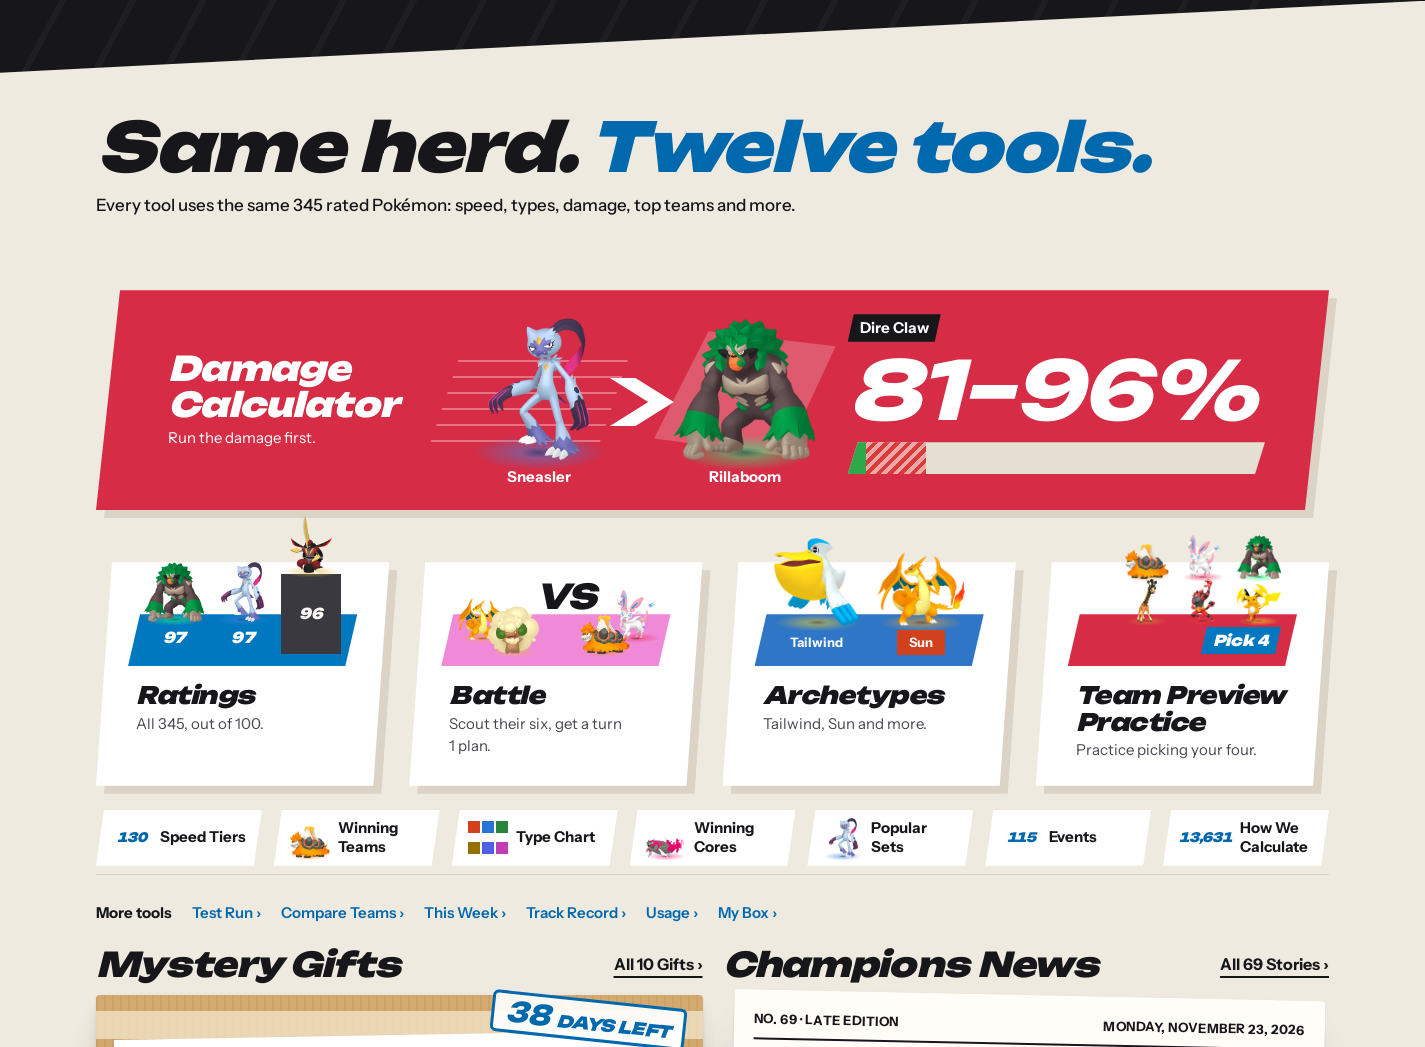 Same herd. Twelve tools.
Every tool uses the same 345 rated Pokémon: speed, types, damage, top teams and more.
Damage
Calculator
Run the damage first.
Sneasler
Rillaboom
Dire Claw
81–96%
97
97
96
Ratings
All 345, out of 100.
VS
Battle
Scout their six, get a turn
1 plan.
Tailwind
Sun
Archetypes
Tailwind, Sun and more.
Pick 4
Team Preview
Practice
Practice picking your four.
130
Speed Tiers
Winning
Teams
Type Chart
Winning
Cores
Popular
Sets
115
Events
13,631
How We
Calculate
More tools
Test Run ›
Compare Teams ›
This Week ›
Track Record ›
Usage ›
My Box ›
Mystery Gifts
All 10 Gifts ›
38 DAYS LEFT
Champions News
All 69 Stories ›
NO. 69 · LATE EDITION
MONDAY, NOVEMBER 23, 2026